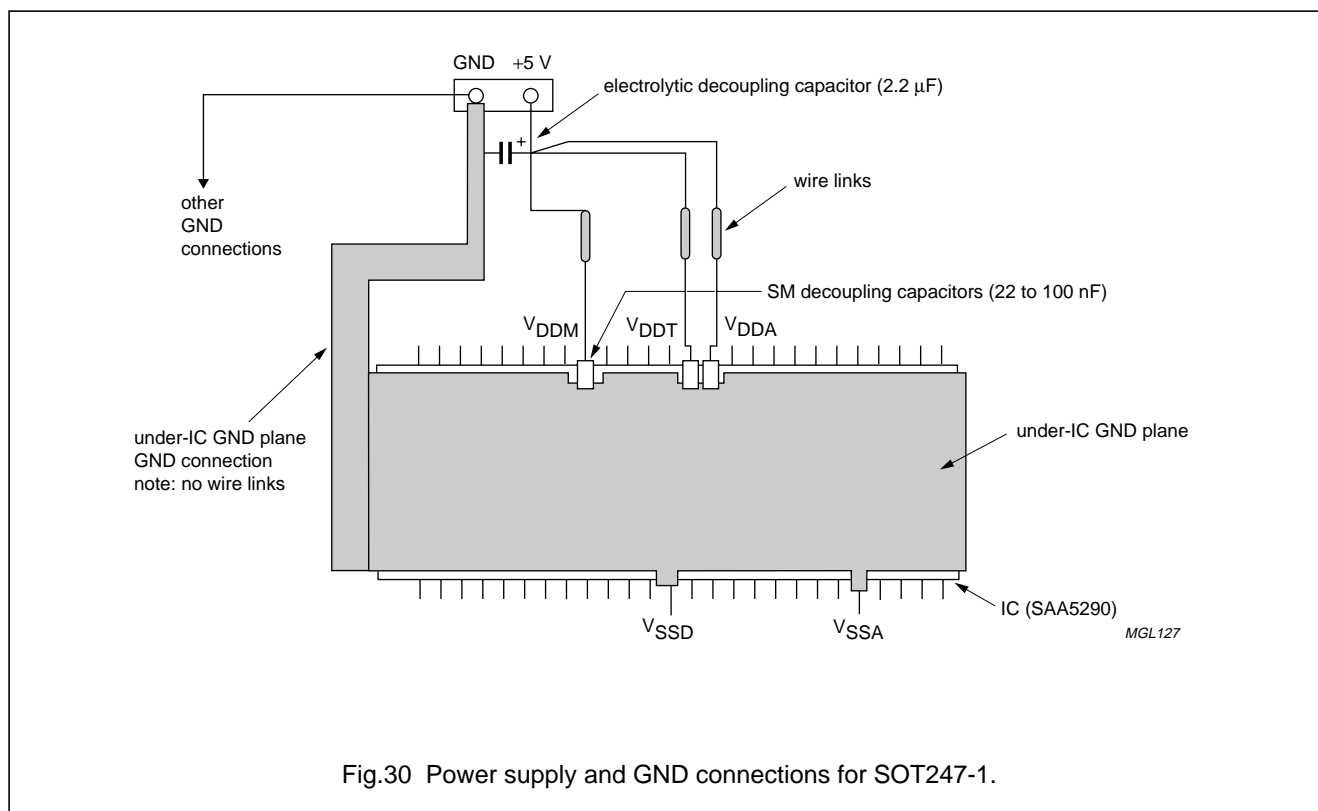 GND +5 V
electrolytic decoupling capacitor (2.2 μF)
+
wire links
other
GND
connections
SM decoupling capacitors (22 to 100 nF)
VDDM VDDT VDDA
under-IC GND plane
GND connection
note: no wire links
under-IC GND plane
IC (SAA5290)
VSSD VSSA
MGL127
Fig.30 Power supply and GND connections for SOT247-1.